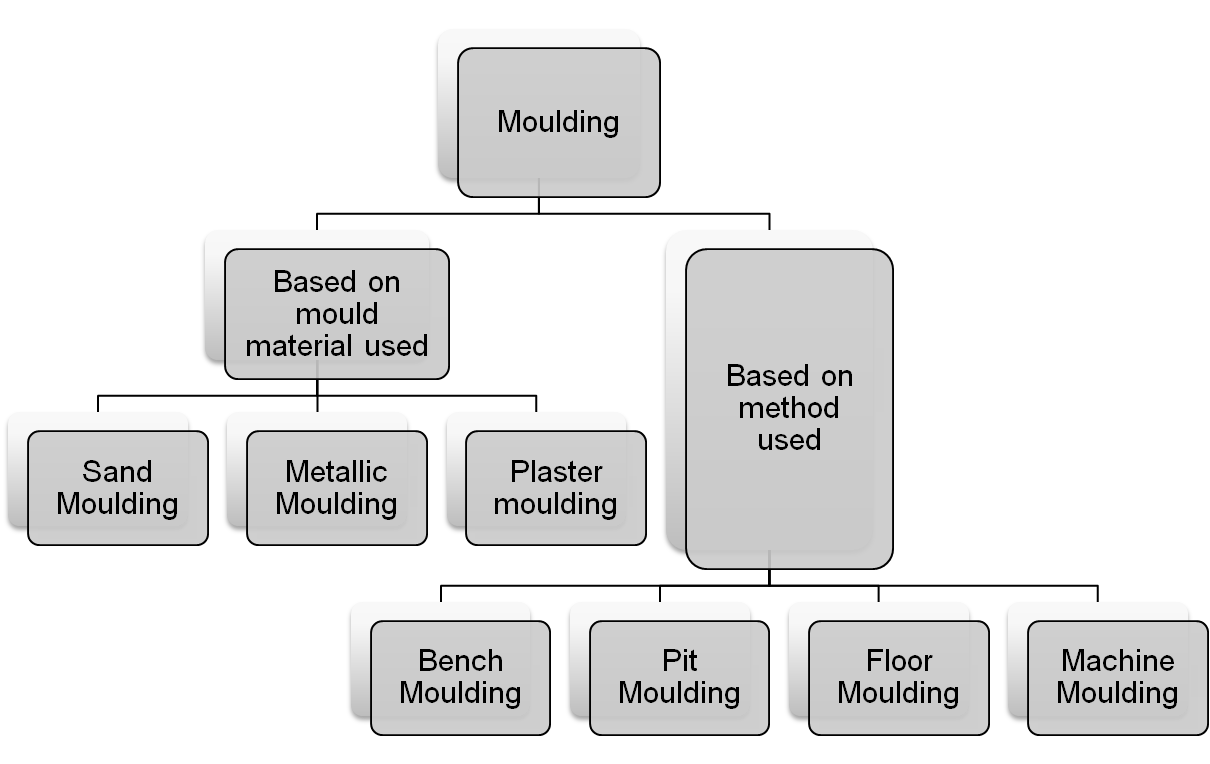 Moulding
Based on
mould
material used
Based on
method
used
Sand
Moulding
Metallic
Moulding
Plaster
moulding
Bench
Moulding
Pit
Moulding
Floor
Moulding
Machine
Moulding